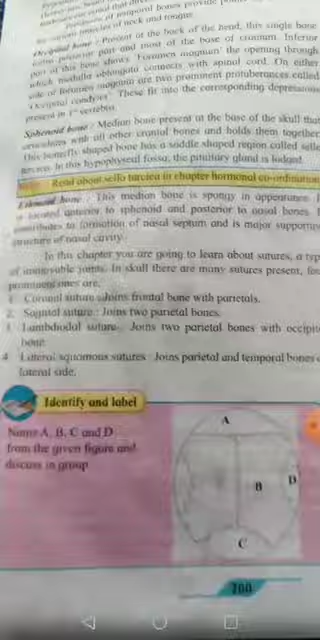 of temporal bones provide
various muscles of neck and tongue.
Occipital bone : Present at the back of the head, this single bone
forms posterior part and most of the base of cranium. Inferior
part of this bone shows 'Foramen magnum' the opening through
which medulla oblongata connects with spinal cord. On either
side of foramen magnum are two prominent protuberances called
'Occipital condyles'. These fit into the corresponding depressions
present in 1st vertebra.
Sphenoid bone : Median bone present at the base of the skull that
articulates with all other cranial bones and holds them together.
This butterfly shaped bone has a saddle shaped region called sella
turcica. In this hypophyseal fossa, the pituitary gland is lodged.
Read about sella turcica in chapter hormonal co-ordination
Ethmoid bone : This median bone is spongy in appearance. I
is located anterior to sphenoid and posterior to nasal bones. I
contributes to formation of nasal septum and is major supporting
structure of nasal cavity.
In this chapter you are going to learn about sutures, a typ
of immovable joints. In skull there are many sutures present, fou
prominent ones are,
1. Coronal suture : Joins frontal bone with parietals.
2. Sagittal suture : Joins two parietal bones.
3. Lambdoidal suture : Joins two parietal bones with occipit
bone.
4. Lateral squamous sutures : Joins parietal and temporal bones o
lateral side.
Identify and label
Name A, B, C and D
from the given figure and
discuss in group.
A
B
D
C
160